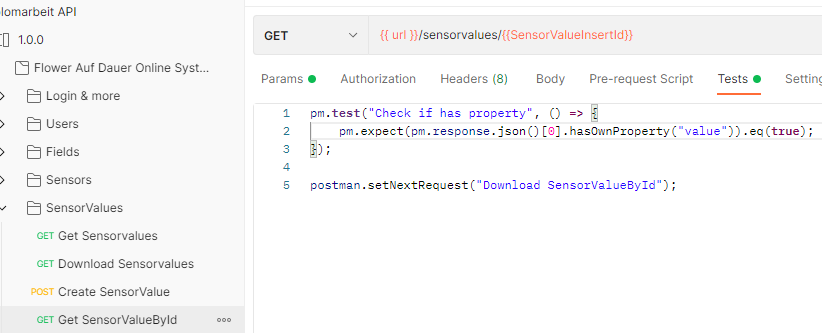 lomarbeit API
1.0.0
Flower Auf Dauer Online Syst...
Login & more
Users
Fields
Sensors
SensorValues
GET Get Sensorvalues
GET Download Sensorvalues
POST Create SensorValue
GET Get SensorValueById
GET
{{ url }}/sensorvalues/{{SensorValueInsertId}}
Params Authorization Headers (8) Body Pre-request Script Tests Setting
1 pm.test("Check if has property", () => {
2 pm.expect(pm.response.json()[0].hasOwnProperty("value")).eq(true);
3 });
4
5 postman.setNextRequest("Download SensorValueById");